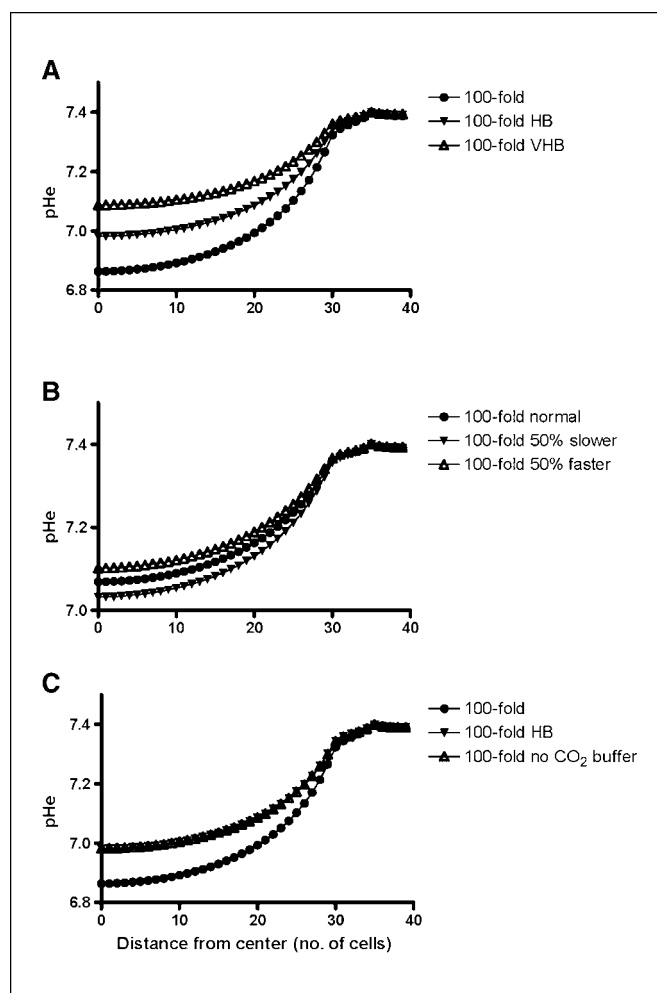 A
7.4
7.2
7.0
6.8
pHe
0 10 20 30 40
100-fold
100-fold HB
100-fold VHB
B
7.4
7.2
7.0
pHe
0 10 20 30 40
100-fold normal
100-fold 50% slower
100-fold 50% faster
C
7.4
7.2
7.0
6.8
pHe
0 10 20 30 40
Distance from center (no. of cells)
100-fold
100-fold HB
100-fold no CO₂ buffer